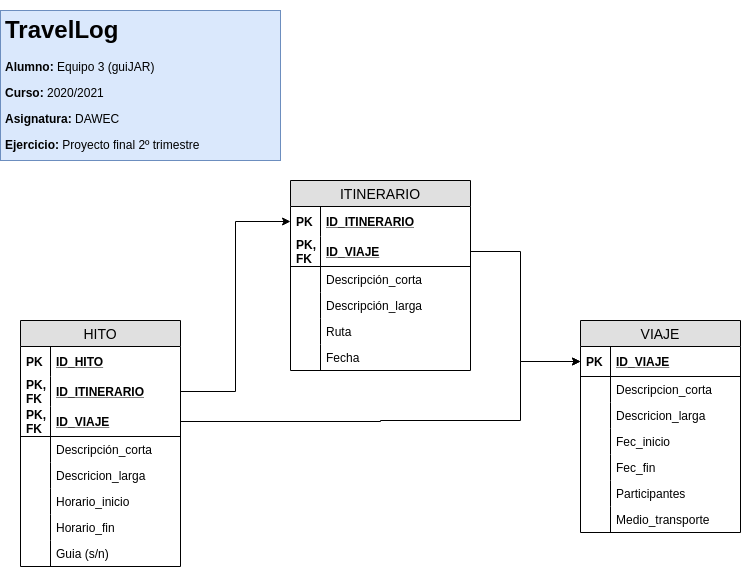 TravelLog
Alumno: Equipo 3 (guiJAR)
Curso: 2020/2021
Asignatura: DAWEC
Ejercicio: Proyecto final 2º trimestre
ITINERARIO
PK ID_ITINERARIO
PK, FK ID_VIAJE
Descripción_corta
Descripción_larga
Ruta
Fecha
HITO
PK ID_HITO
PK, FK ID_ITINERARIO
PK, FK ID_VIAJE
Descripción_corta
Descricion_larga
Horario_inicio
Horario_fin
Guia (s/n)
VIAJE
PK ID_VIAJE
Descripcion_corta
Descricion_larga
Fec_inicio
Fec_fin
Participantes
Medio_transporte